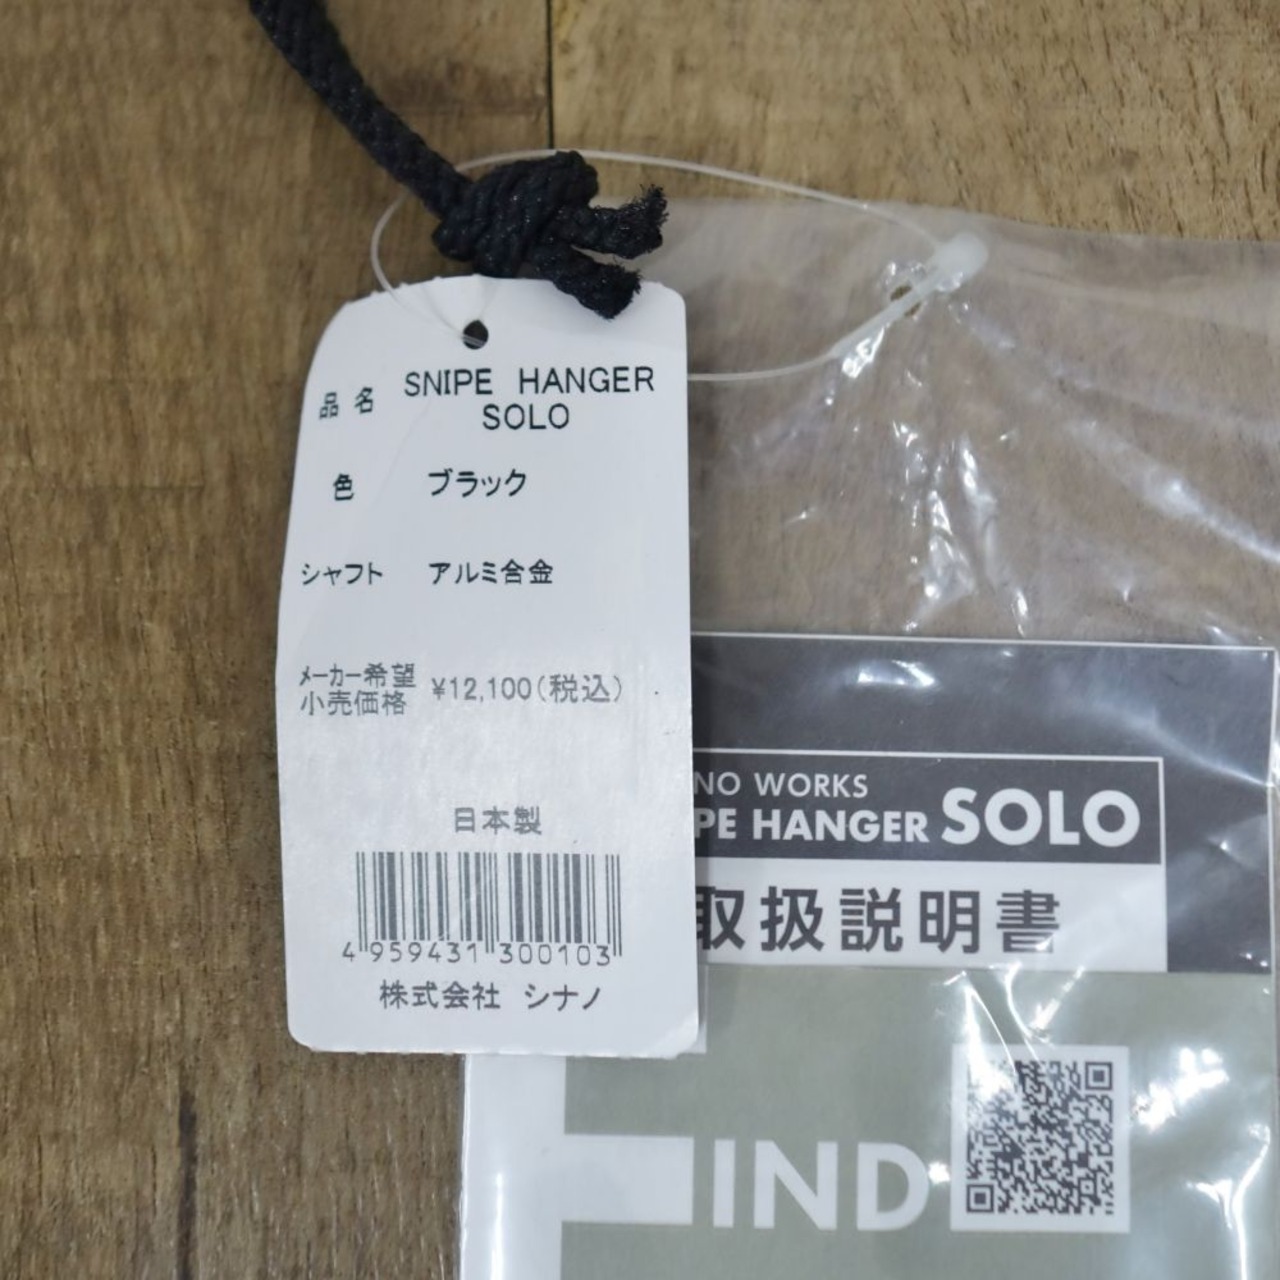 品名 SNIPE HANGER
SOLO
色 ブラック
シャフト アルミ合金
メーカー希望
小売価格 ¥12,100(税込)
日本製
4 959431 300103
株式会社 シナノ
NO WORKS
PE HANGER SOLO
取扱説明書
IND